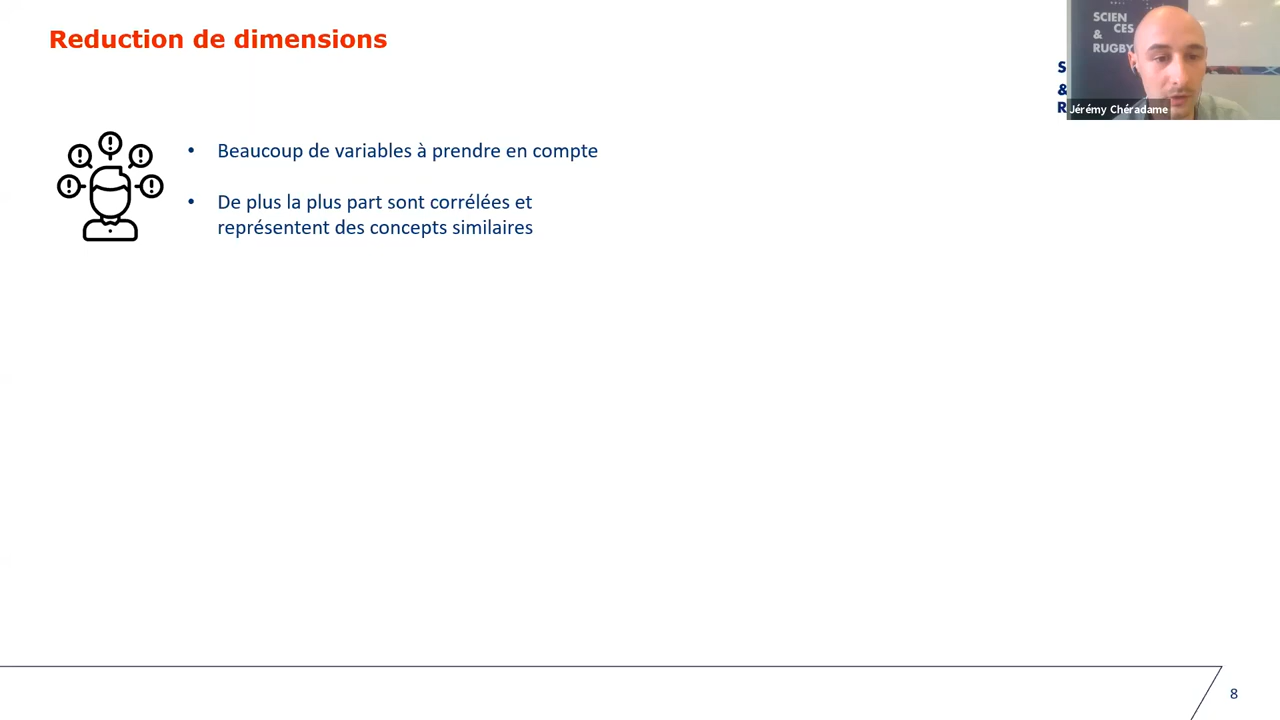 Reduction de dimensions
SCIEN
CES
&
RUGBY
S
&
R
Jérémy Chéradame
• Beaucoup de variables à prendre en compte
• De plus la plus part sont corrélées et
représentent des concepts similaires
8